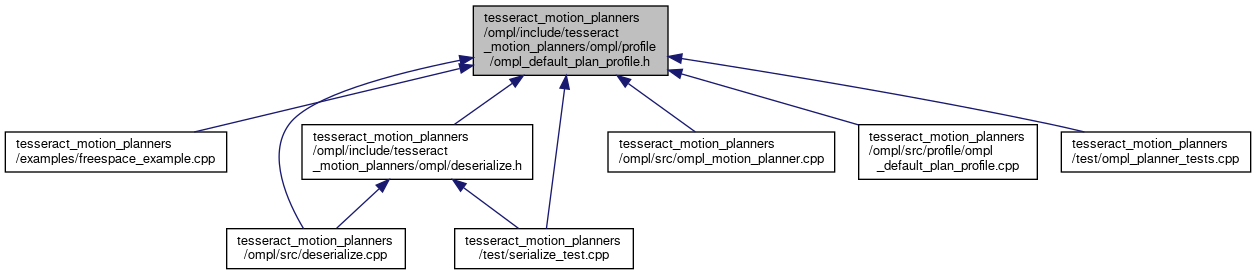 tesseract_motion_planners
/ompl/include/tesseract
_motion_planners/ompl/profile
/ompl_default_plan_profile.h
tesseract_motion_planners
/examples/freespace_example.cpp
tesseract_motion_planners
/ompl/include/tesseract
_motion_planners/ompl/deserialize.h
tesseract_motion_planners
/ompl/src/ompl_motion_planner.cpp
tesseract_motion_planners
/ompl/src/profile/ompl
_default_plan_profile.cpp
tesseract_motion_planners
/test/ompl_planner_tests.cpp
tesseract_motion_planners
/ompl/src/deserialize.cpp
tesseract_motion_planners
/test/serialize_test.cpp